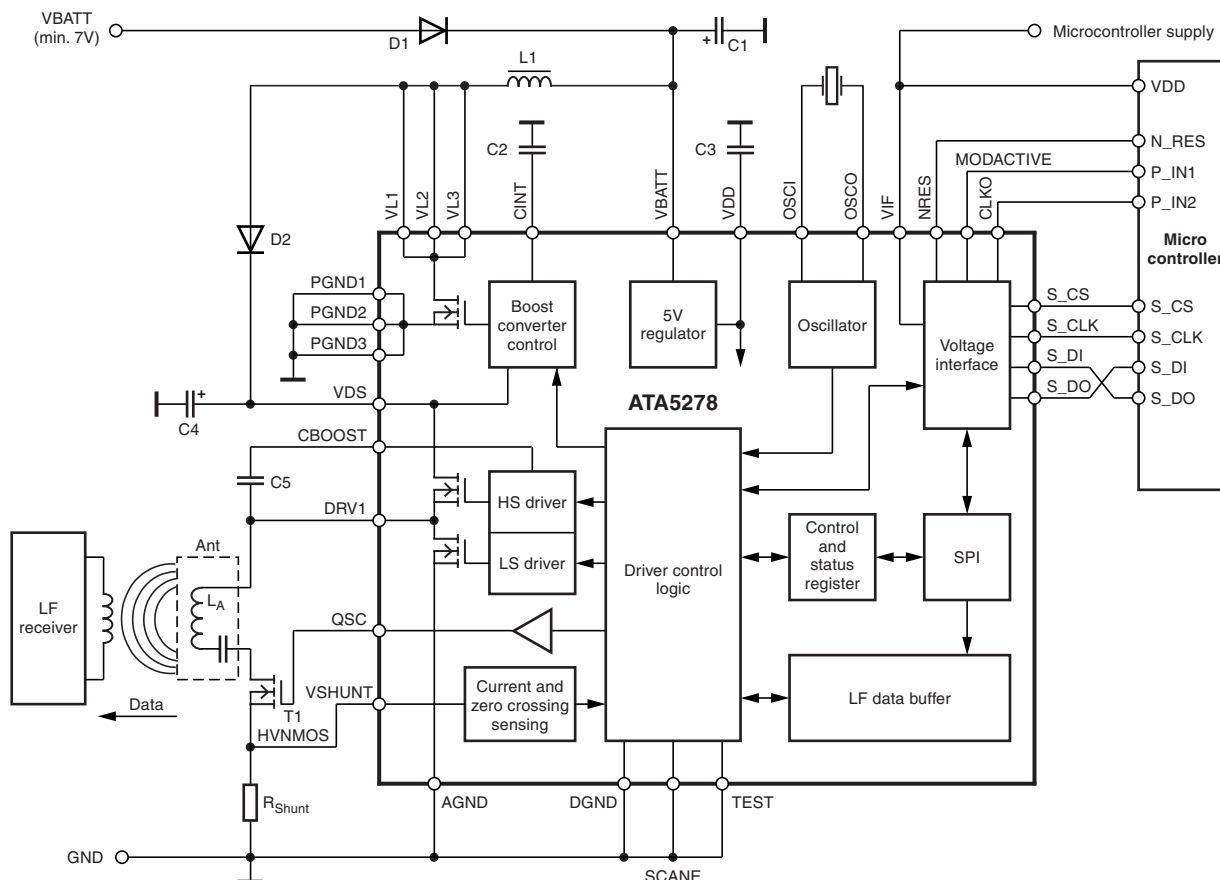 VBATT
(min. 7V)
D1
+
C1
Microcontroller supply
L1
VDD
C2
C3
N_RES
MODACTIVE
P_IN1
P_IN2
VL1
VL2
VL3
CINT
VBATT
VDD
OSCI
OSCO
VIF
NRES
CLKO
Micro
controller
D2
PGND1
PGND2
PGND3
Boost
converter
control
5V
regulator
Oscillator
Voltage
interface
S_CS
S_CLK
S_DI
S_DO
S_CS
S_CLK
S_DI
S_DO
+
C4
VDS
ATA5278
CBOOST
C5
HS driver
DRV1
LS driver
Driver control
logic
Control
and
status
register
SPI
Ant
LA
LF
receiver
QSC
VSHUNT
Current and
zero crossing
sensing
LF data buffer
Data
T1
HVNMOS
RShunt
AGND
DGND
TEST
GND
SCANE